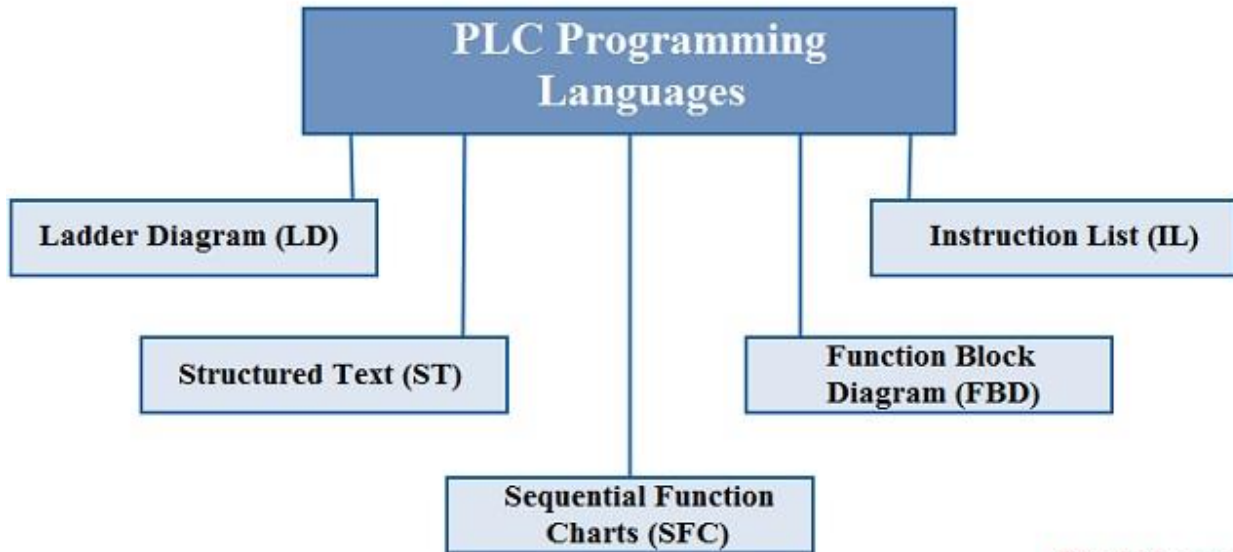 PLC Programming
Languages
Ladder Diagram (LD)
Instruction List (IL)
Structured Text (ST)
Function Block
Diagram (FBD)
Sequential Function
Charts (SFC)